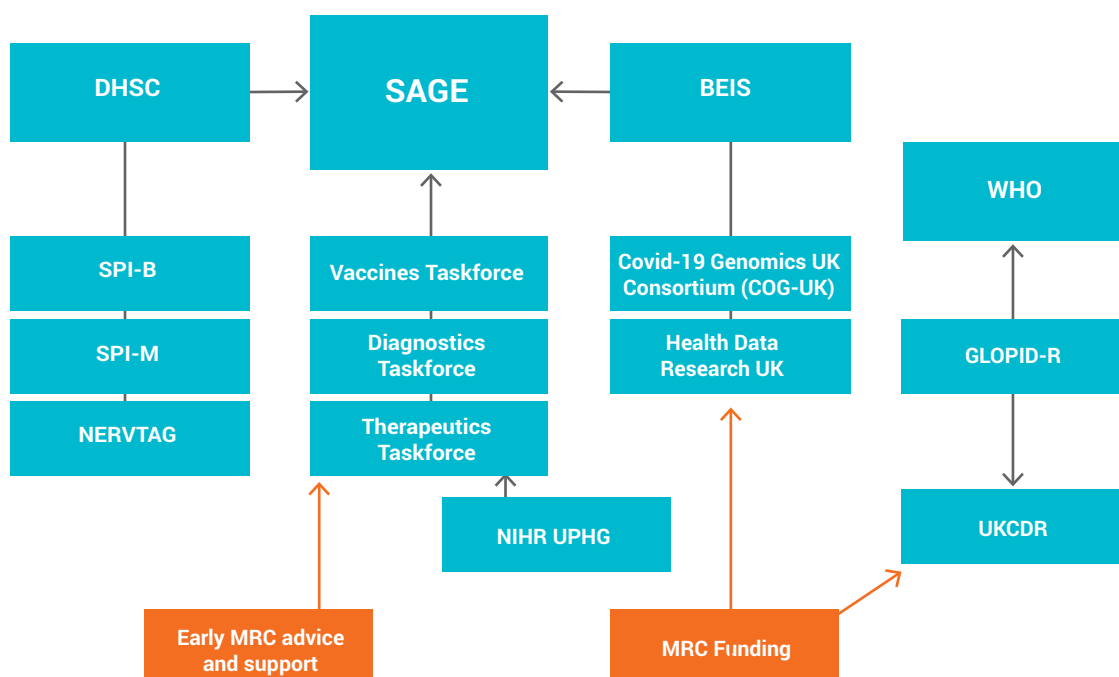 DHSC
SAGE
BEIS
WHO
SPI-B
Vaccines Taskforce
Covid-19 Genomics UK
Consortium (COG-UK)
SPI-M
Diagnostics
Taskforce
Health Data
Research UK
GLOPID-R
NERVTAG
Therapeutics
Taskforce
NIHR UPHG
UKCDR
Early MRC advice
and support
MRC Funding